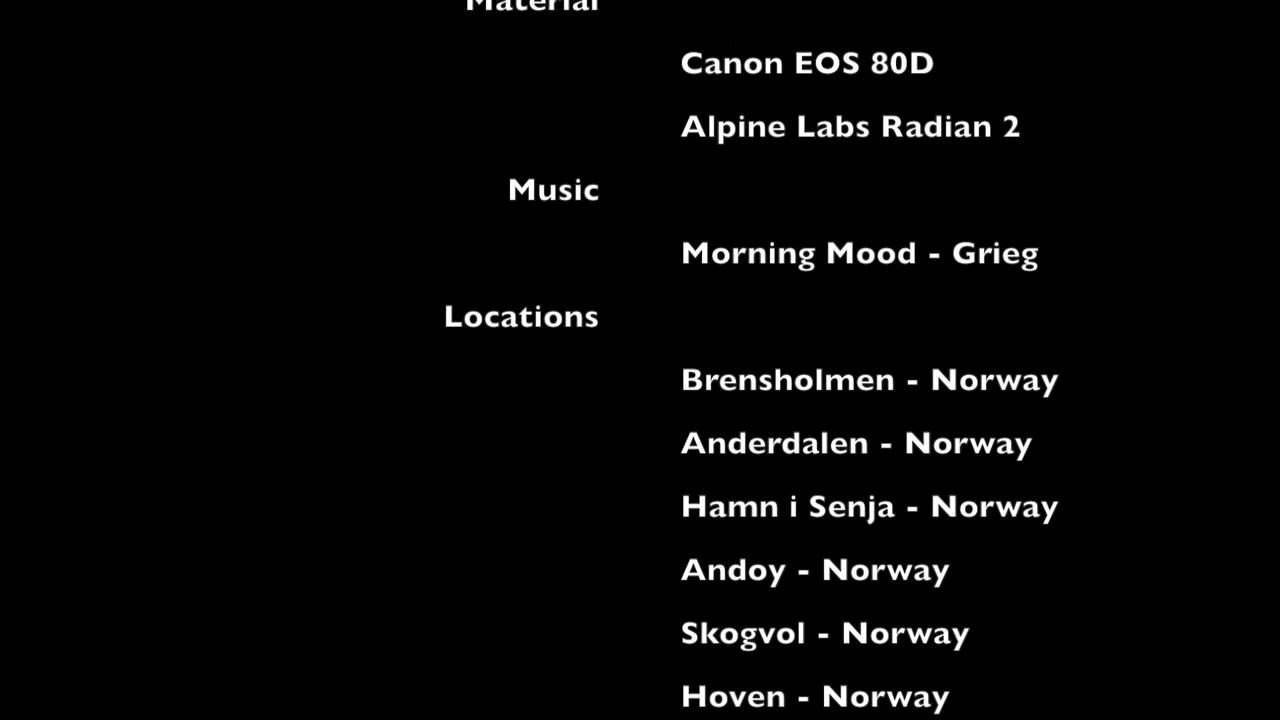 Material
Canon EOS 80D
Alpine Labs Radian 2
Music
Morning Mood - Grieg
Locations
Brensholmen - Norway
Anderdalen - Norway
Hamn i Senja - Norway
Andoy - Norway
Skogvol - Norway
Hoven - Norway